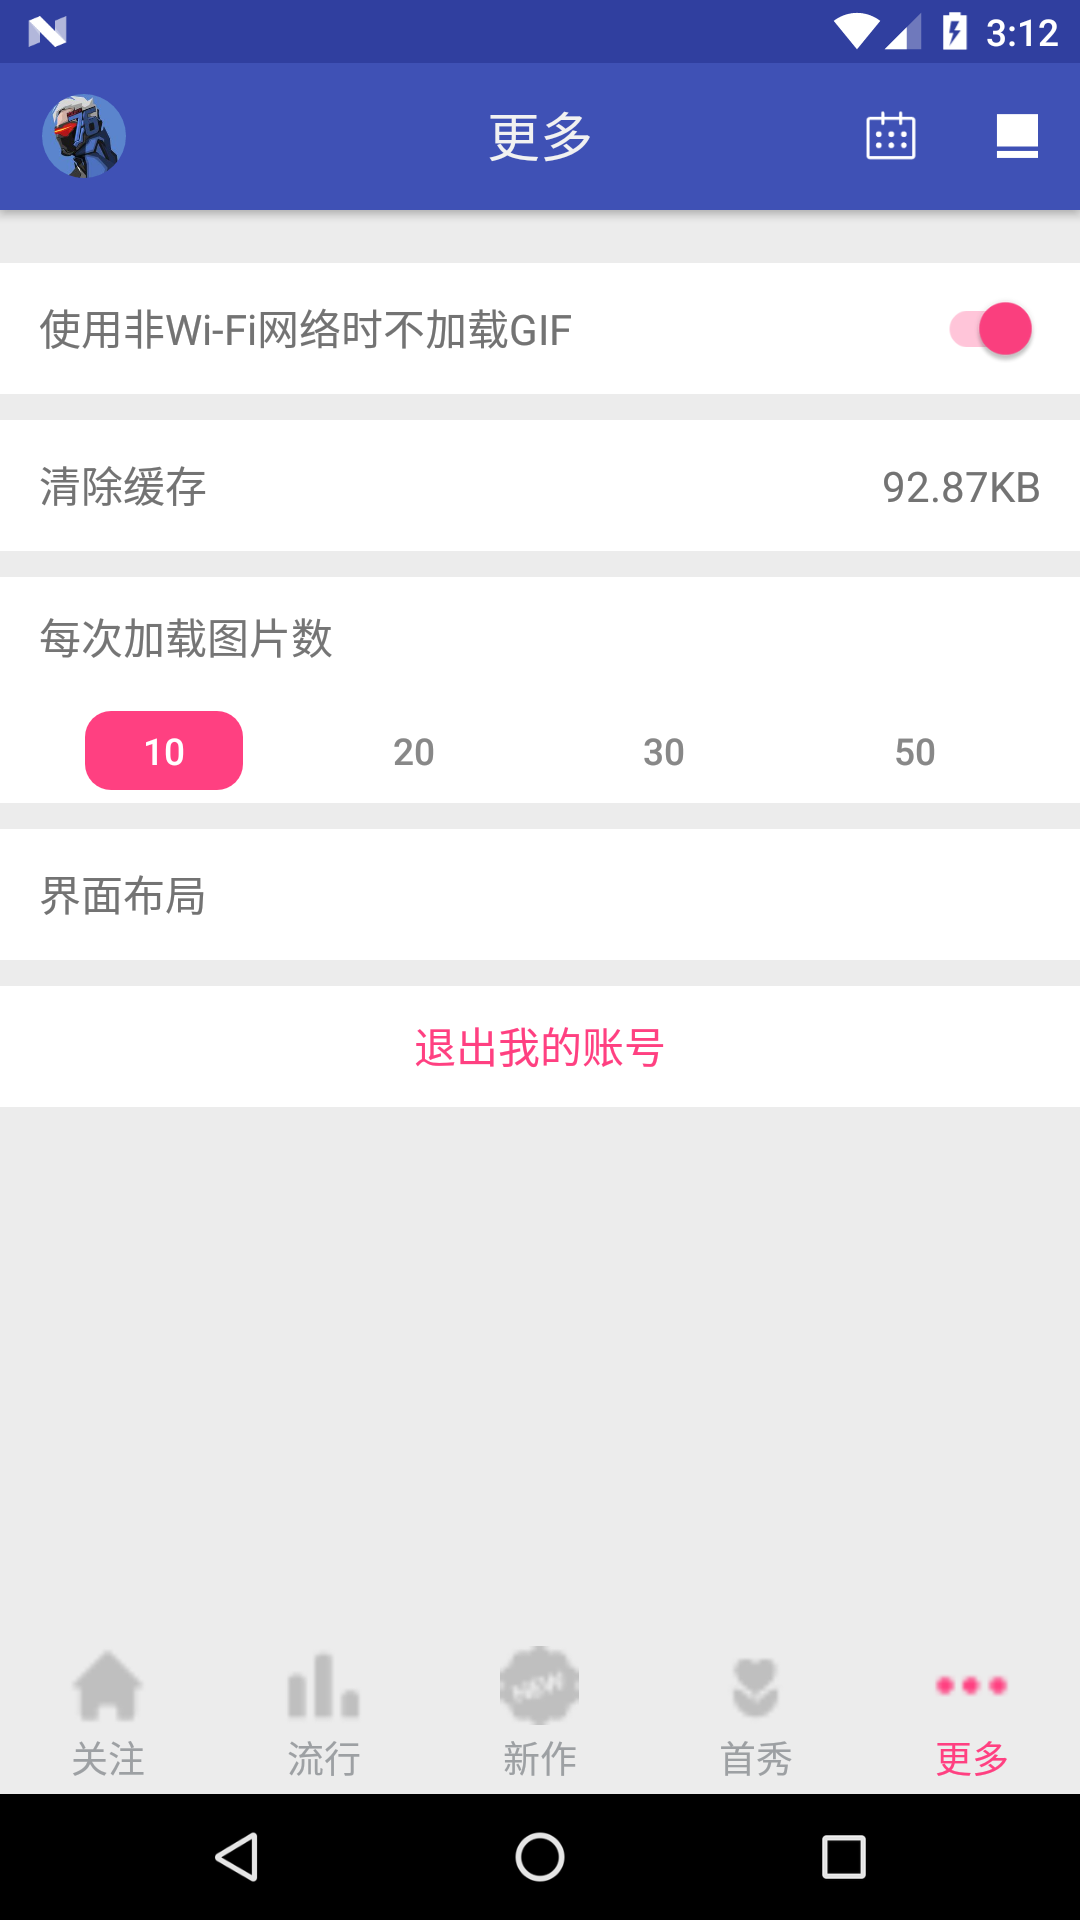 3:12
76
更多
使用非Wi-Fi网络时不加载GIF
清除缓存 92.87KB
每次加载图片数
10 20 30 50
界面布局
退出我的账号
NEW
关注 流行 新作 首秀 更多